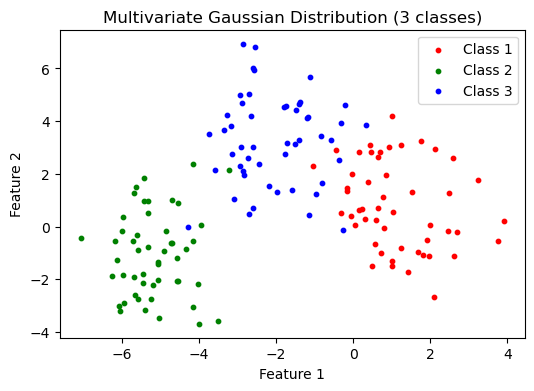 Multivariate Gaussian Distribution (3 classes)
Class 1
Class 2
Class 3
Feature 2
6
4
2
0
−2
−4
−6
−4
−2
0
2
4
Feature 1